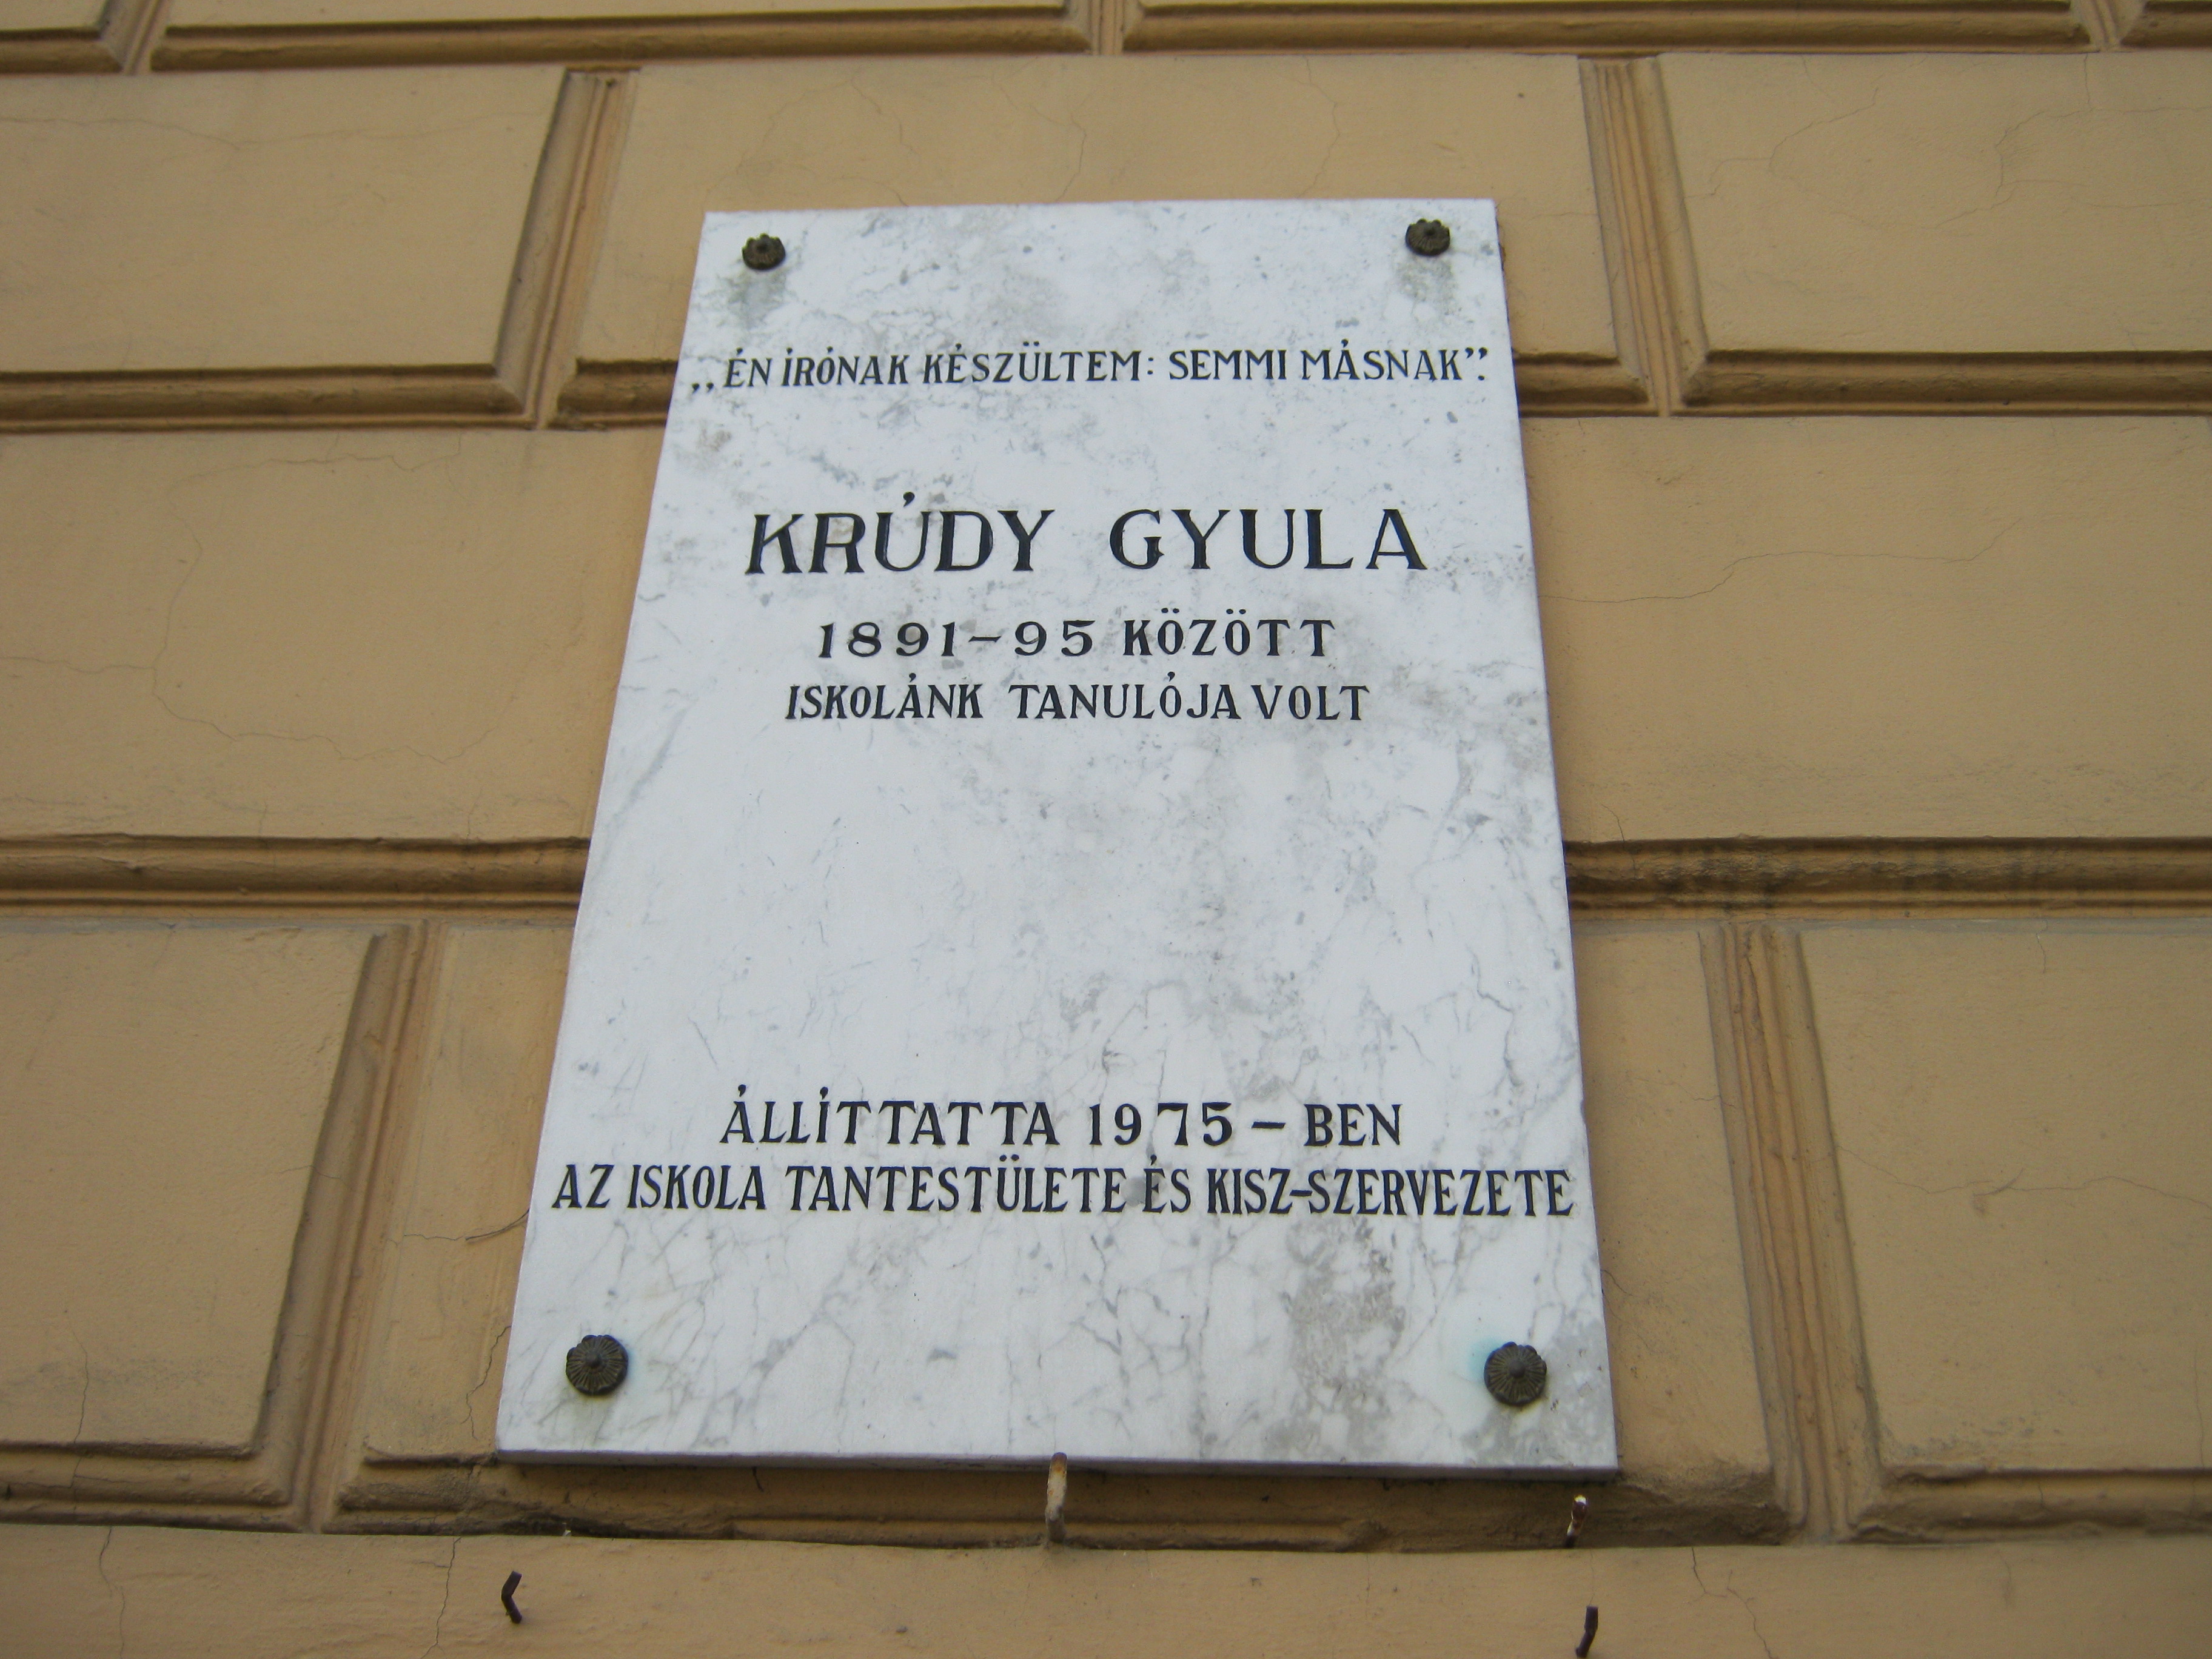 „ÉN ÍRÓNAK KÉSZÜLTEM: SEMMI MÁSNAK”.
KRÚDY GYULA
1891–95 KÖZÖTT
ISKOLÁNK TANULÓJA VOLT
ÁLLÍTTATTA 1975 – BEN
AZ ISKOLA TANTESTÜLETE ÉS KISZ-SZERVEZETE